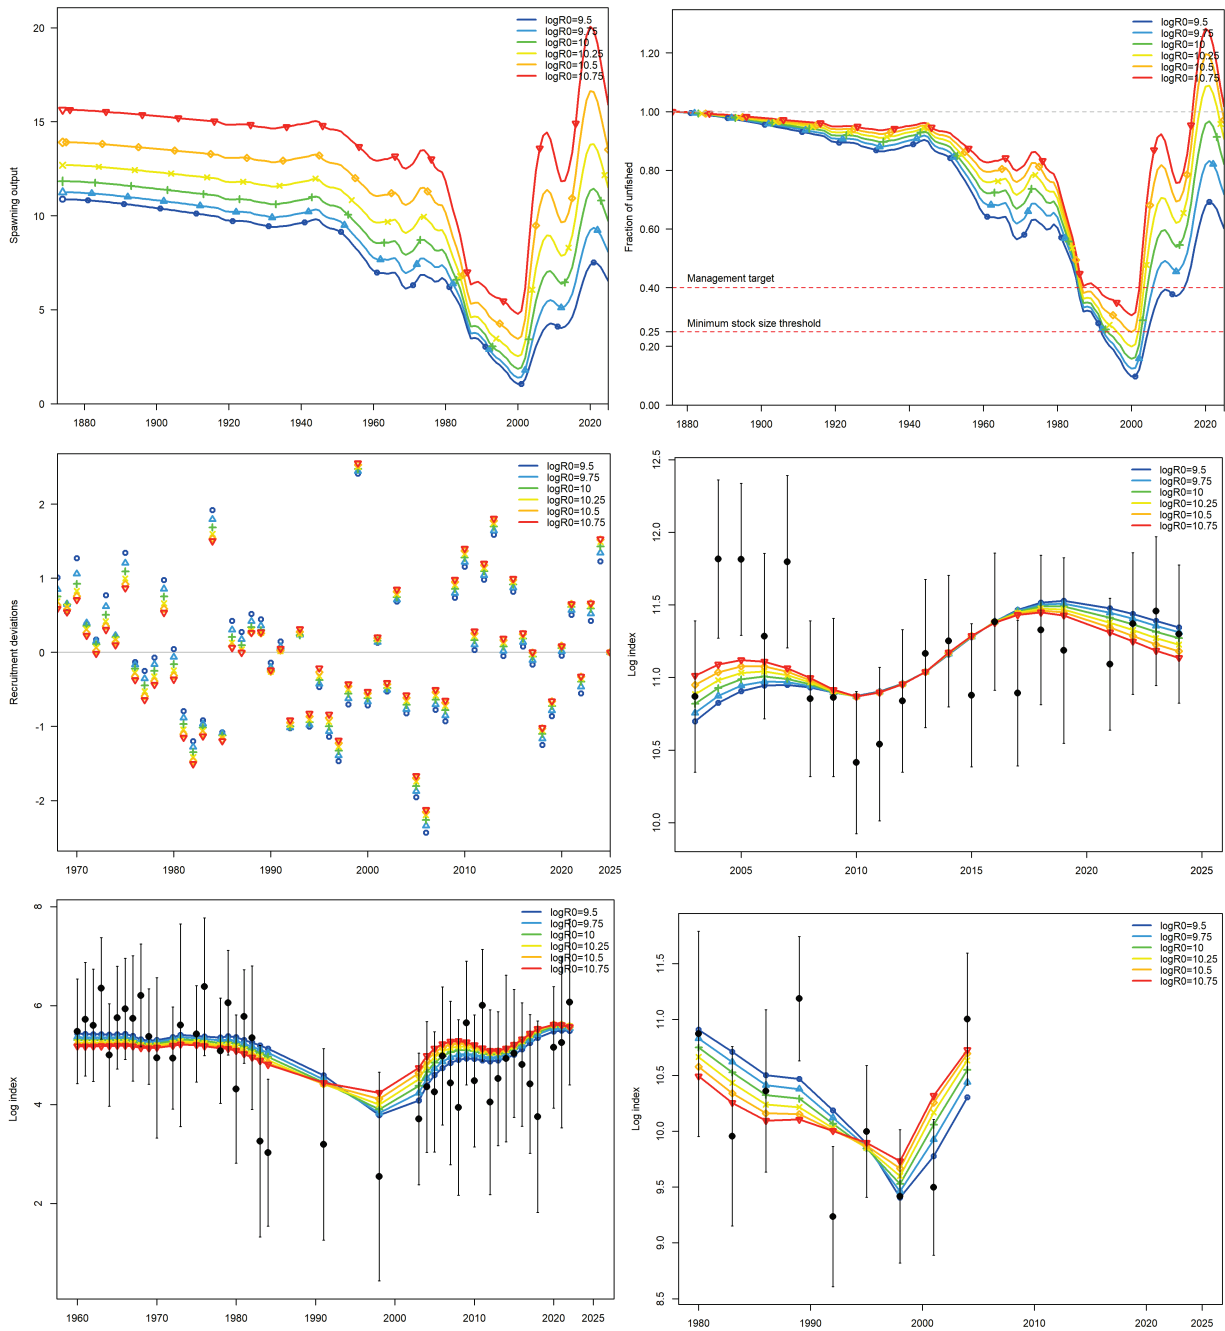 Spawning output
20
15
10
5
0
1880 1900 1920 1940 1960 1980 2000 2020
logR0=9.5
logR0=9.75
logR0=10
logR0=10.25
logR0=10.5
logR0=10.75
Fraction of unfished
1.20
1.00
0.80
0.60
0.40
0.25
0.20
0.00
Management target
Minimum stock size threshold
1880 1900 1920 1940 1960 1980 2000 2020
logR0=9.5
logR0=9.75
logR0=10
logR0=10.25
logR0=10.5
logR0=10.75
Recruitment deviations
2
1
0
-1
-2
1970 1980 1990 2000 2010 2020 2025
logR0=9.5
logR0=9.75
logR0=10
logR0=10.25
logR0=10.5
logR0=10.75
Log index
12.5
12.0
11.5
11.0
10.5
10.0
2005 2010 2015 2020 2025
logR0=9.5
logR0=9.75
logR0=10
logR0=10.25
logR0=10.5
logR0=10.75
Log index
8
6
4
2
1960 1970 1980 1990 2000 2010 2020 2025
logR0=9.5
logR0=9.75
logR0=10
logR0=10.25
logR0=10.5
logR0=10.75
Log index
11.5
11.0
10.5
10.0
9.5
9.0
8.5
1980 1990 2000 2010 2020 2025
logR0=9.5
logR0=9.75
logR0=10
logR0=10.25
logR0=10.5
logR0=10.75